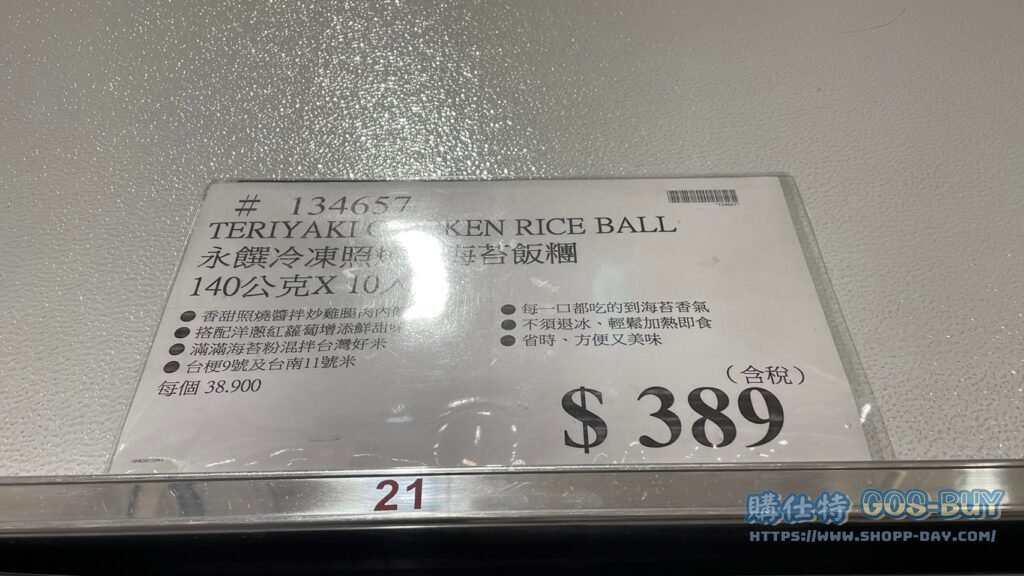 # 134657
134657
TERIYAKI RICE BALL
永饌冷凍照 海苔飯糰
140公克X 10
香甜照燒醬拌炒雞腿肉內
搭配洋蔥紅蘿蔔增添鮮甜
滿滿海苔粉混拌台灣好米
台梗9號及台南11號米
每個 38.900
每一口都吃的到海苔香氣
不須退冰、輕鬆加熱即食
省時、方便又美味
(含稅)
$ 389
21
購仕特 GOS-BUY
HTTPS://WWW.SHOPP-DAY.COM/